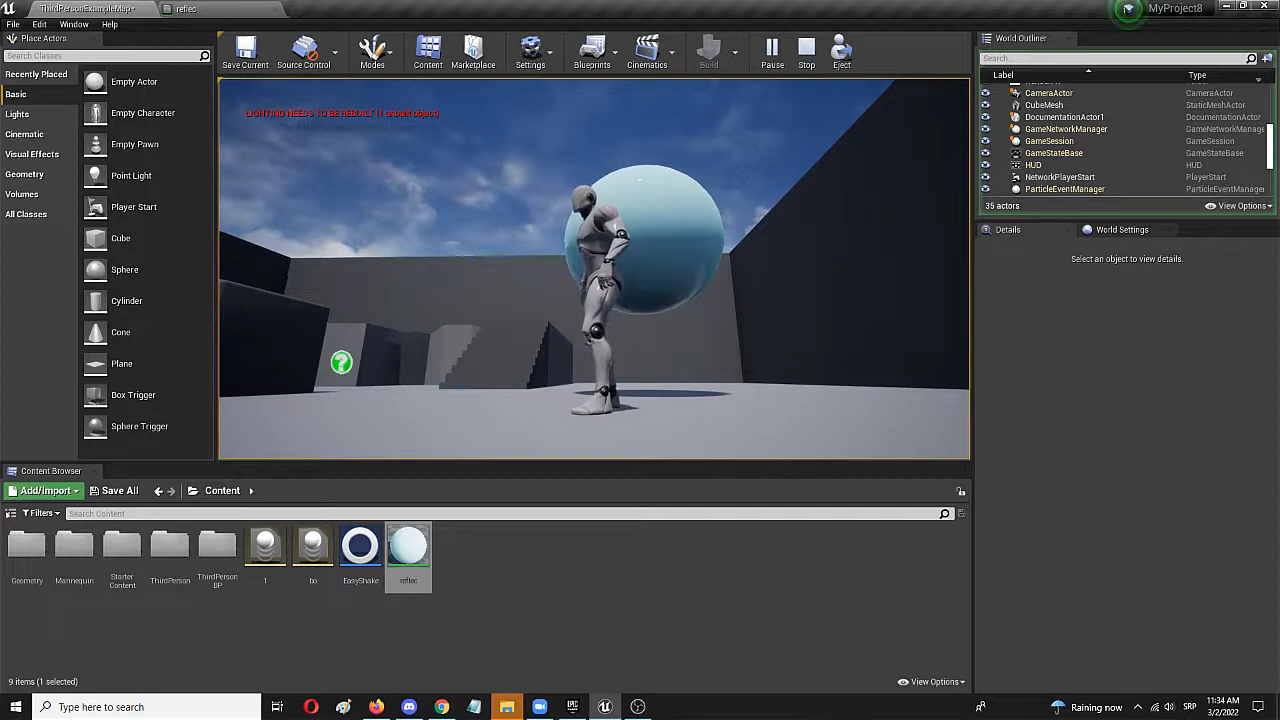 ThirdPersonExampleMap*
reflec
MyProject8
File Edit Window Help
Place Actors
World Outliner
Search Classes
Search...
Save Current
Source Control
Modes
Content
Marketplace
Settings
Blueprints
Cinematics
Build
Pause
Stop
Eject
Recently Placed
Basic
Lights
Cinematic
Visual Effects
Geometry
Volumes
All Classes
Empty Actor
Empty Character
Empty Pawn
Point Light
Player Start
Cube
Sphere
Cylinder
Cone
Plane
Box Trigger
Sphere Trigger
LIGHTING NEEDS TO BE REBUILT (1 unbuilt object)
Label Type
CameraActor CameraActor
CubeMesh StaticMeshActor
DocumentationActor1 DocumentationActor
GameNetworkManager GameNetworkManage
GameSession GameSession
GameStateBase GameStateBase
HUD HUD
NetworkPlayerStart PlayerStart
ParticleEventManager ParticleEventManager
35 actors
View Options
Details
World Settings
Select an object to view details.
Content Browser
Add/Import
Save All
Content
Filters
Search Content
Geometry
Mannequin
Starter
Content
ThirdPerson
ThirdPerson
BP
1
bo
EasyShake
reflec
9 items (1 selected)
View Options
Type here to search
Raining now
SRP
11:34 AM
3/2/2022